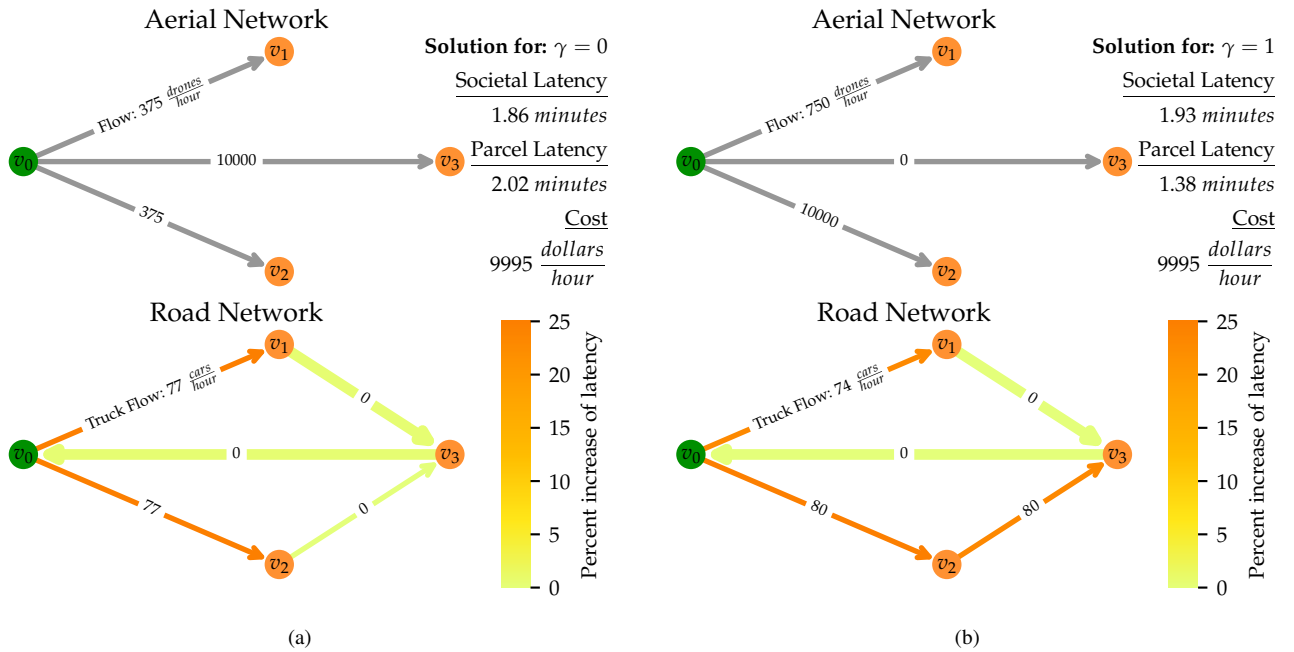 Aerial Network
v1
Solution for: γ = 0
Societal Latency
1.86 minutes
Flow: 375 drones/hour
v0
10000
v3
Parcel Latency
2.02 minutes
375
Cost
9995 dollars/hour
v2
Road Network
v1
Truck Flow: 77 cars/hour
0
v0
0
v3
77
0
v2
25
20
15
10
5
0
Percent increase of latency
(a)
Aerial Network
v1
Solution for: γ = 1
Societal Latency
1.93 minutes
Flow: 750 drones/hour
v0
0
v3
Parcel Latency
1.38 minutes
10000
Cost
9995 dollars/hour
v2
Road Network
v1
Truck Flow: 74 cars/hour
0
v0
0
v3
80
80
v2
25
20
15
10
5
0
Percent increase of latency
(b)